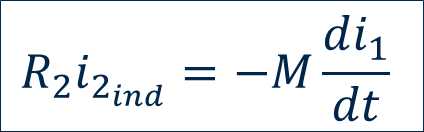 R₂i₂ᵢₙd = −M di₁/dt